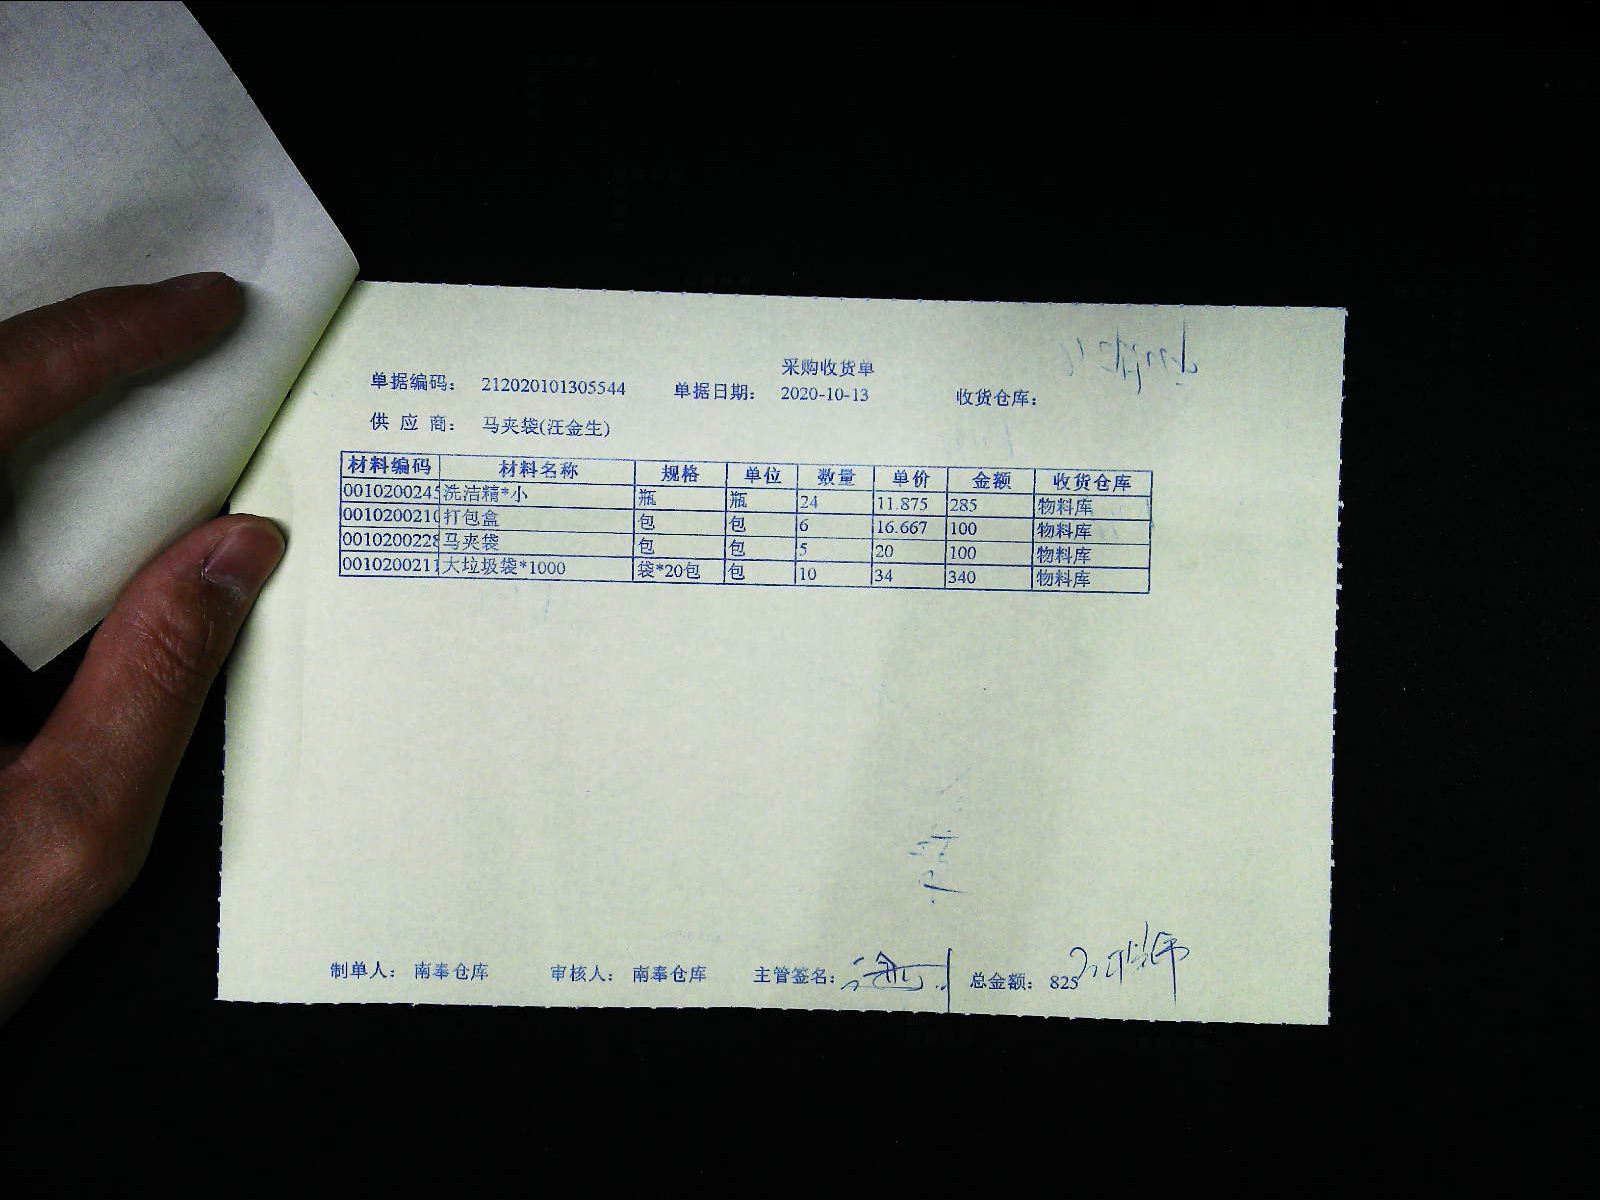 采购收货单
单据编码： 212020101305544 单据日期： 2020-10-13 收货仓库：
供 应 商： 马夹袋(汪金生)
材料编码 材料名称 规格 单位 数量 单价 金额 收货仓库
0010200245 洗洁精*小 瓶 瓶 24 11.875 285 物料库
0010200210 打包盒 包 包 6 16.667 100 物料库
0010200228 马夹袋 包 包 5 20 100 物料库
0010200211 大垃圾袋*1000 袋*20包 包 10 34 340 物料库
制单人： 南奉仓库 审核人： 南奉仓库 主管签名： 总金额： 825